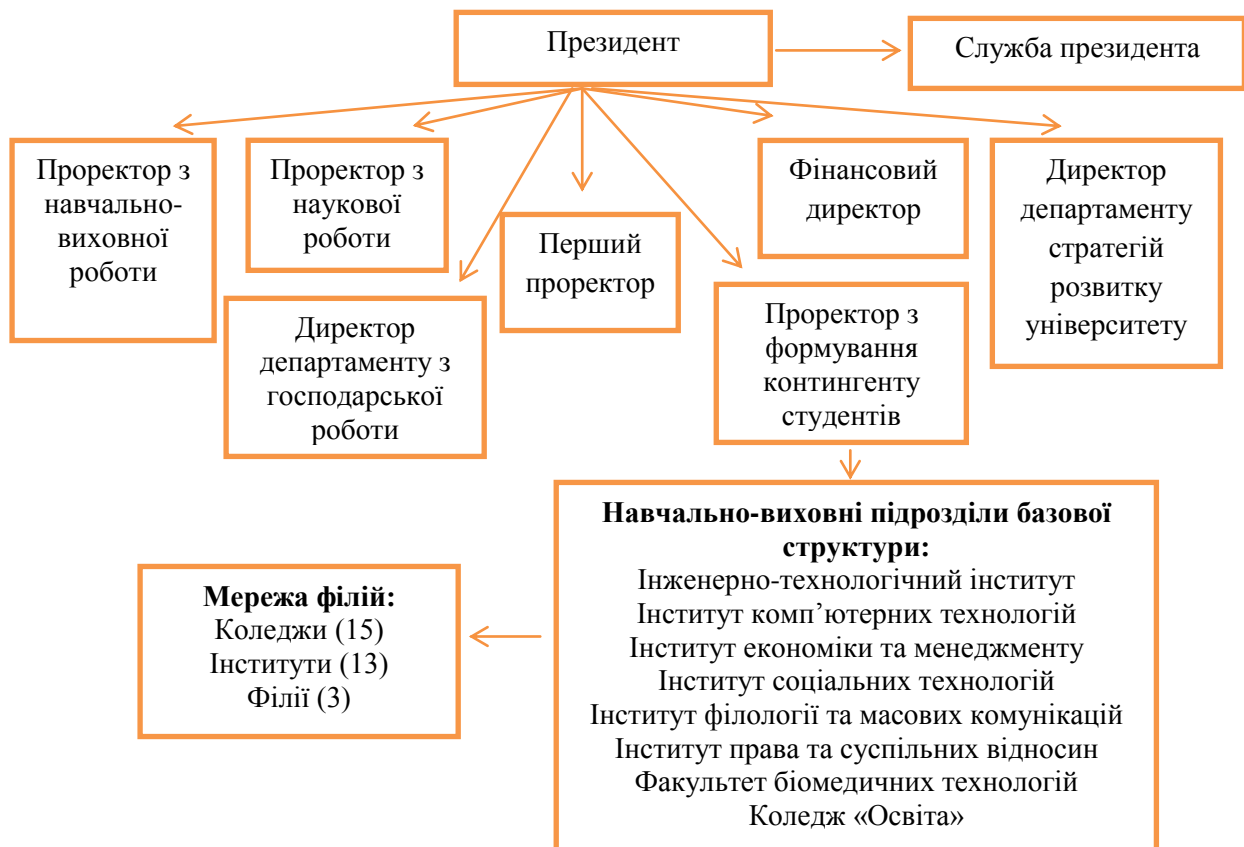 Президент
Служба президента
Проректор з
навчально-
виховної
роботи
Проректор з
наукової
роботи
Перший
проректор
Фінансовий
директор
Директор
департаменту
стратегій
розвитку
університету
Директор
департаменту з
господарської
роботи
Проректор з
формування
контингенту
студентів
Навчально-виховні підрозділи базової
структури:
Інженерно-технологічний інститут
Інститут комп’ютерних технологій
Інститут економіки та менеджменту
Інститут соціальних технологій
Інститут філології та масових комунікацій
Інститут права та суспільних відносин
Факультет біомедичних технологій
Коледж «Освіта»
Мережа філій:
Коледжи (15)
Інститути (13)
Філії (3)